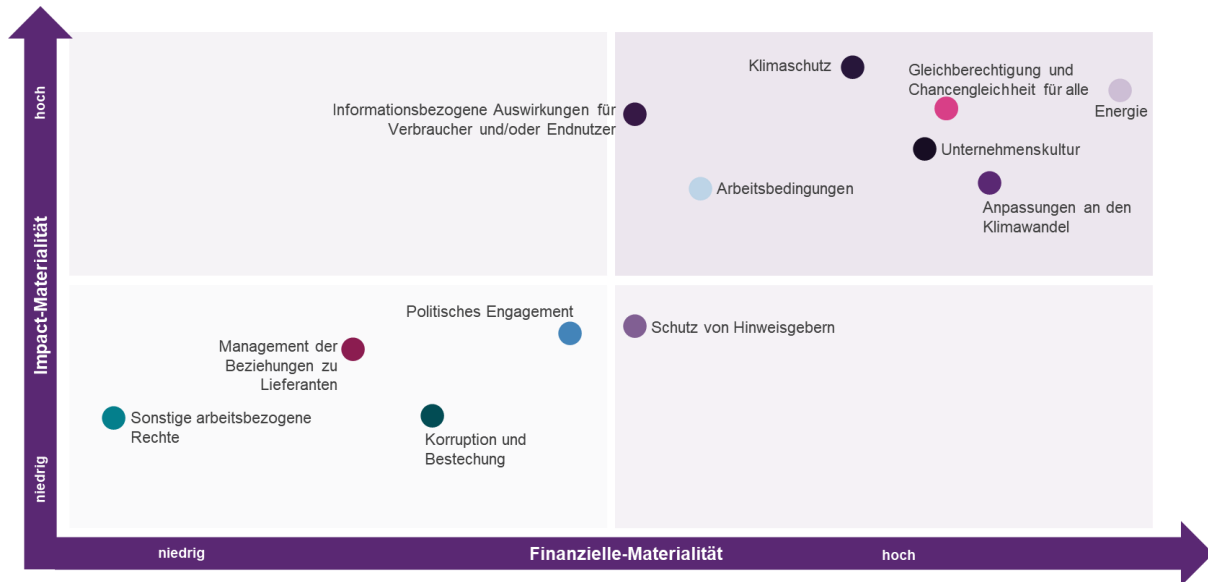 Klimaschutz
Gleichberechtigung und
Chancengleichheit für alle
Energie
Informationsbezogene Auswirkungen für
Verbraucher und/oder Endnutzer
Unternehmenskultur
Arbeitsbedingungen
Anpassungen an den
Klimawandel
Politisches Engagement
Schutz von Hinweisgebern
Management der
Beziehungen zu
Lieferanten
Sonstige arbeitsbezogene
Rechte
Korruption und
Bestechung
hoch
Impact-Materialität
niedrig
niedrig
Finanzielle-Materialität
hoch